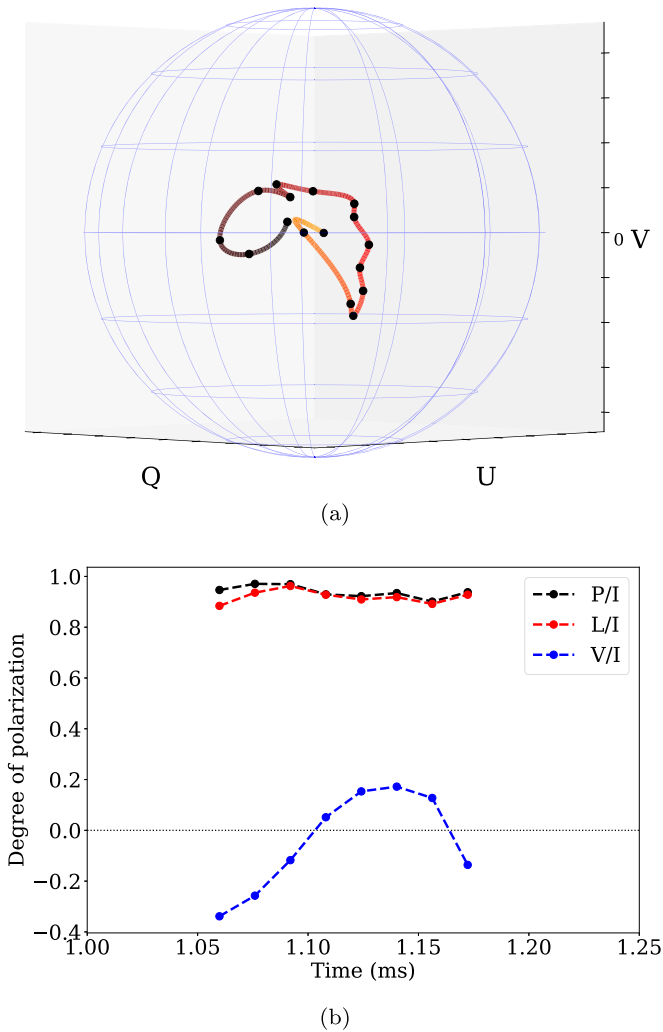 0 V
Q U
(a)
1.0
0.8
0.6
0.4
0.2
0.0
−0.2
−0.4
P/I
L/I
V/I
Degree of polarization
1.00 1.05 1.10 1.15 1.20 1.25
Time (ms)
(b)